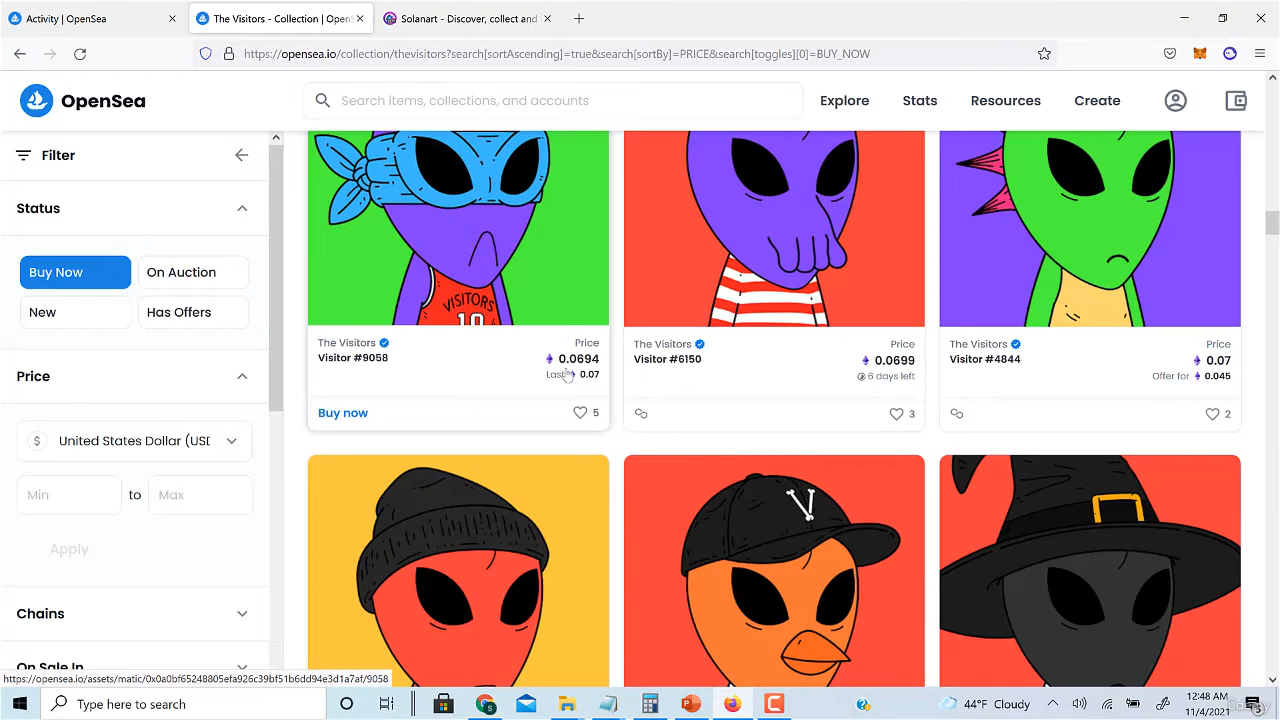 Activity | OpenSea
The Visitors - Collection | Open
Solanart - Discover, collect and
https://opensea.io/collection/thevisitors?search[sortAscending]=true&search[sortBy]=PRICE&search[toggles][0]=BUY_NOW
OpenSea
Search items, collections, and accounts
Explore
Stats
Resources
Create
Filter
Status
Buy Now
On Auction
New
Has Offers
Price
$ United States Dollar (USD
Min to Max
Apply
Chains
On Sale In
VISITORS
10
The Visitors
Price
Visitor #9058
0.0694
Last 0.07
Buy now
5
The Visitors
Price
Visitor #6150
0.0699
6 days left
3
The Visitors
Price
Visitor #4844
0.07
Offer for 0.045
2
V
https://opensea.io/assets/matic/0x0a0bf65248805efa926c39bf51b6dd94e3d1a7af/9058
Type here to search
44°F Cloudy
12:48 AM
11/4/2021